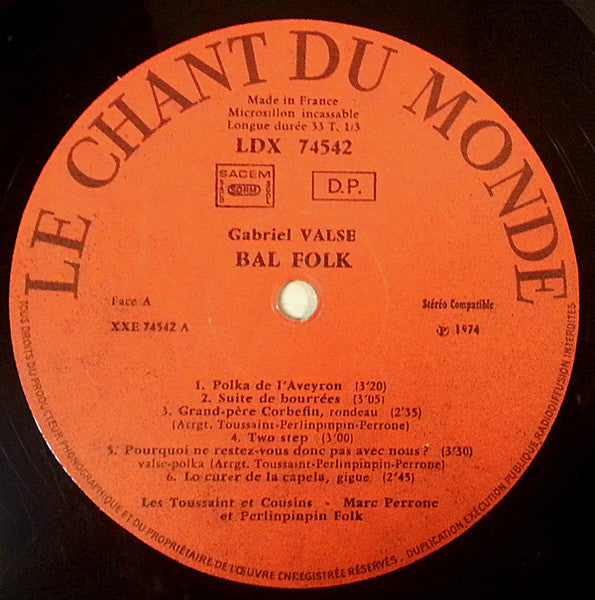 LE CHANT DU MONDE
Made in France
Microsillon incassable
Longue durée 33 T. 1/3
LDX 74542
SACEM
SDRM
D.P.
Gabriel VALSE
BAL FOLK
Face A
XXE 74542 A
Stéréo Compatible
℗ 1974
1. Polka de l'Aveyron (3'20)
2. Suite de bourrées (3'05)
3. Grand-père Corbefin, rondeau (2'35)
(Arrgt. Toussaint-Perlinpinpin-Perrone)
4. Two step (3'00)
5. Pourquoi ne restez-vous donc pas avec nous ? (3'30)
valse-polka (Arrgt. Toussaint-Perlinpinpin-Perrone)
6. Lo curer de la capela, gigue (2'45)
Les Toussaint et Cousins - Marc Perrone
et Perlinpinpin Folk
TOUS DROITS DU PRODUCTEUR PHONOGRAPHIQUE ET DU PROPRIÉTAIRE DE L'ŒUVRE ENREGISTRÉE RÉSERVÉS - DUPLICATION EXÉCUTION PUBLIQUE RADIODIFFUSION INTERDITES